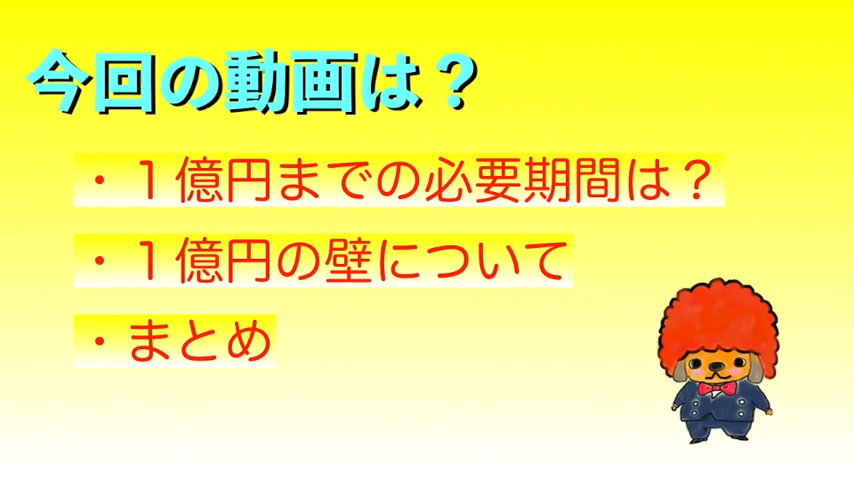 今回の動画は？
・１億円までの必要期間は？
・１億円の壁について
・まとめ